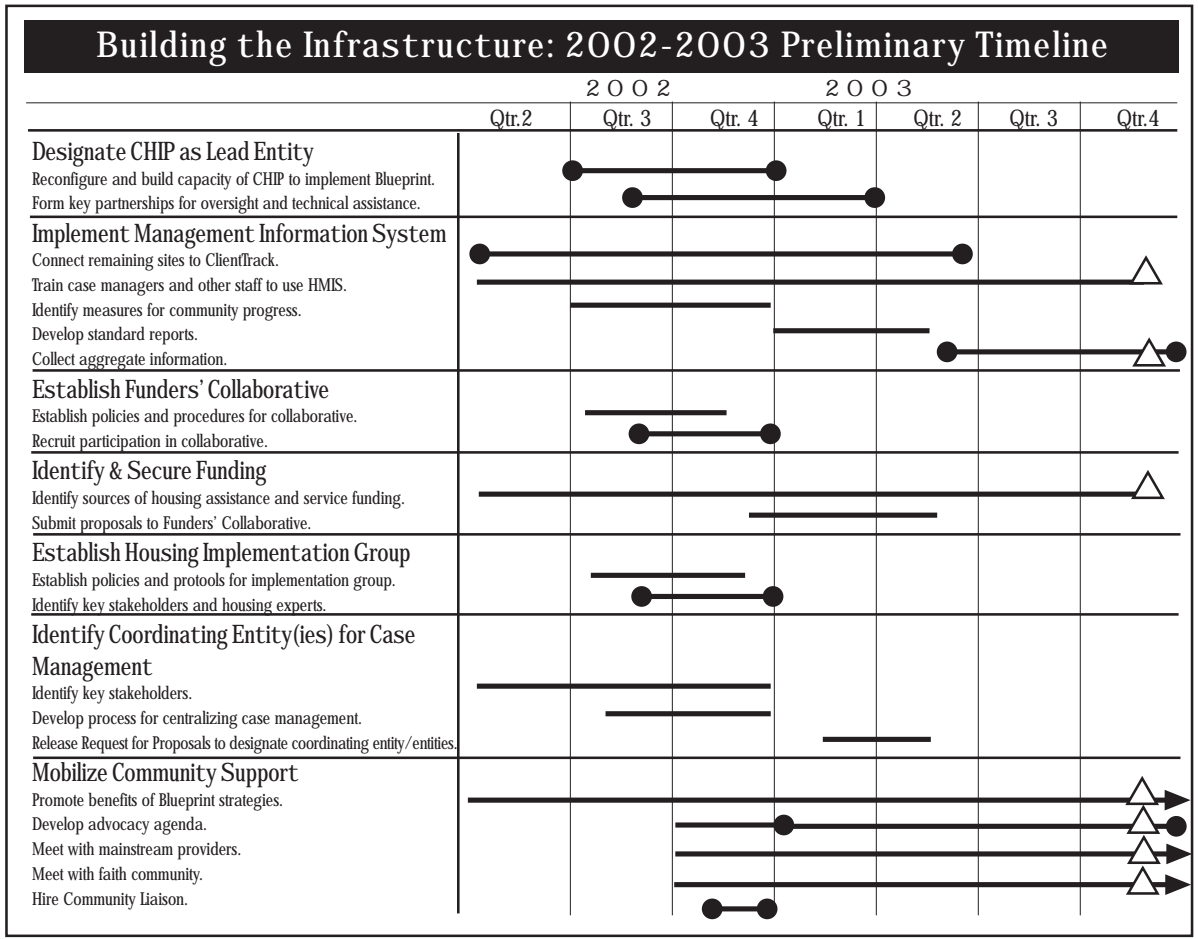 Building the Infrastructure: 2002-2003 Preliminary Timeline
2002 2003
Qtr.2 Qtr. 3 Qtr. 4 Qtr. 1 Qtr. 2 Qtr. 3 Qtr.4
Designate CHIP as Lead Entity
Reconfigure and build capacity of CHIP to implement Blueprint.
Form key partnerships for oversight and technical assistance.
Implement Management Information System
Connect remaining sites to ClientTrack.
Train case managers and other staff to use HMIS.
Identify measures for community progress.
Develop standard reports.
Collect aggregate information.
Establish Funders' Collaborative
Establish policies and procedures for collaborative.
Recruit participation in collaborative.
Identify & Secure Funding
Identify sources of housing assistance and service funding.
Submit proposals to Funders' Collaborative.
Establish Housing Implementation Group
Establish policies and protools for implementation group.
Identify key stakeholders and housing experts.
Identify Coordinating Entity(ies) for Case
Management
Identify key stakeholders.
Develop process for centralizing case management.
Release Request for Proposals to designate coordinating entity/entities.
Mobilize Community Support
Promote benefits of Blueprint strategies.
Develop advocacy agenda.
Meet with mainstream providers.
Meet with faith community.
Hire Community Liaison.